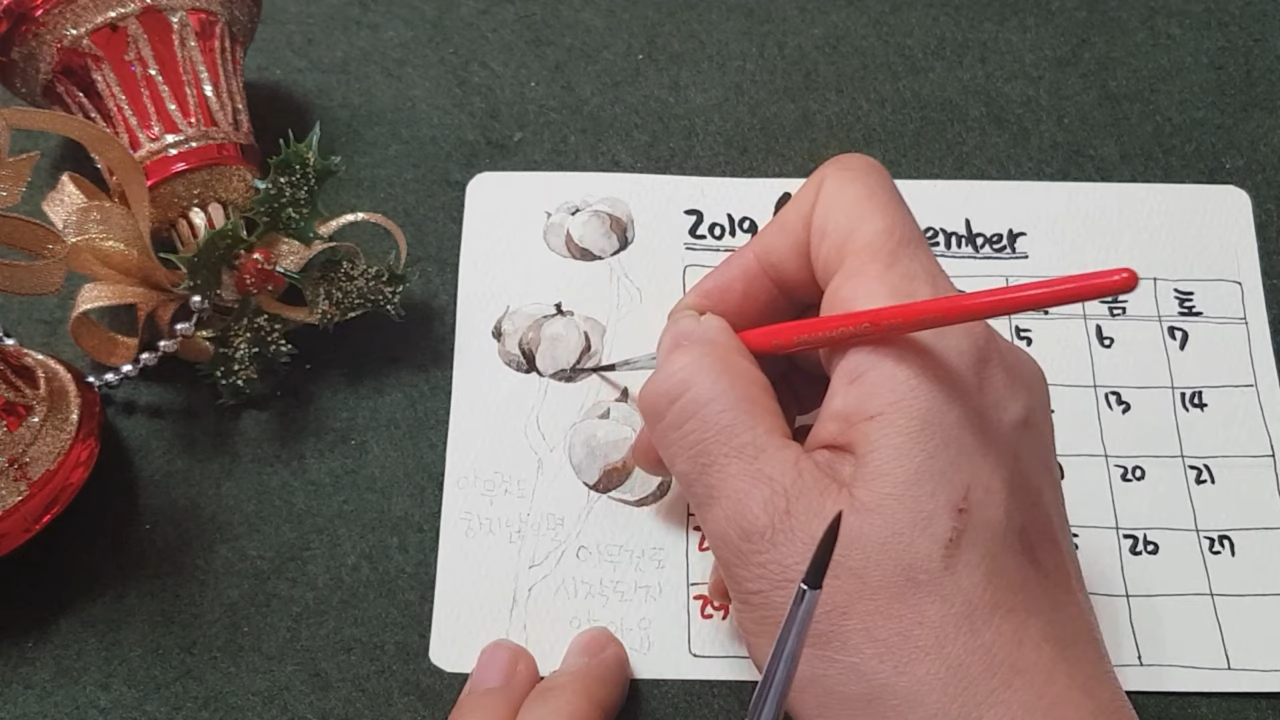 2019 ember
금 토
5 6 7
13 14
20 21
26 27
29
아무것도
하지않으면
아무것도
시작되지
않아요